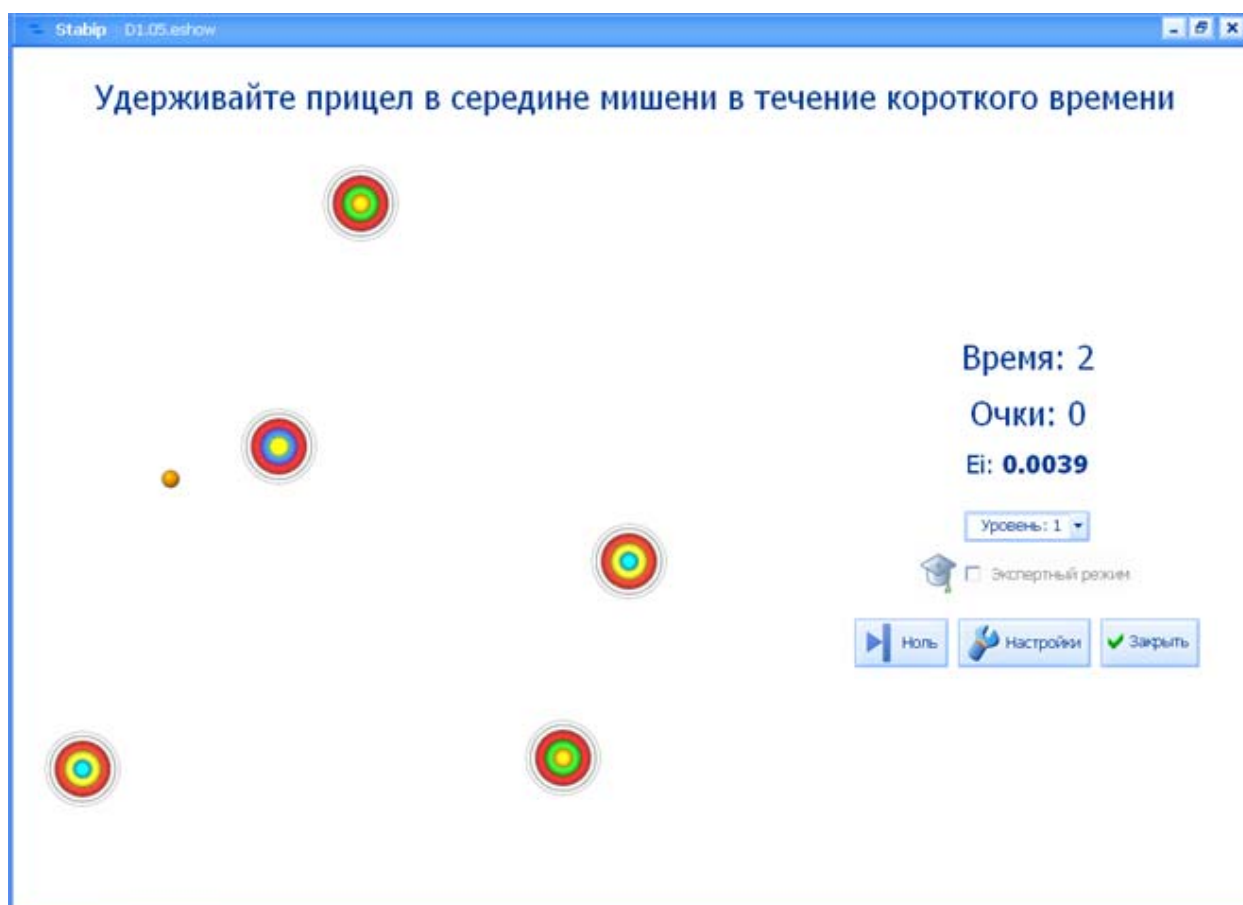 Stabip D1.05.eshow
Удерживайте прицел в середине мишени в течение короткого времени
Время: 2
Очки: 0
Ei: 0.0039
Уровень: 1
Экспертный режим
Ноль Настройки Закрыть